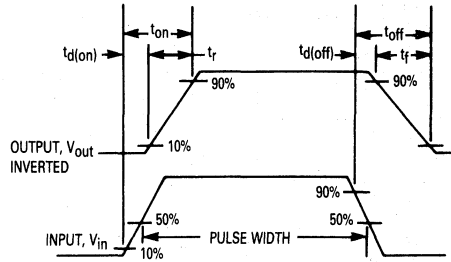 ton
toff
td(on)
tr
td(off)
tf
90%
90%
OUTPUT, Vout
INVERTED
10%
90%
50%
50%
INPUT, Vin
PULSE WIDTH
10%